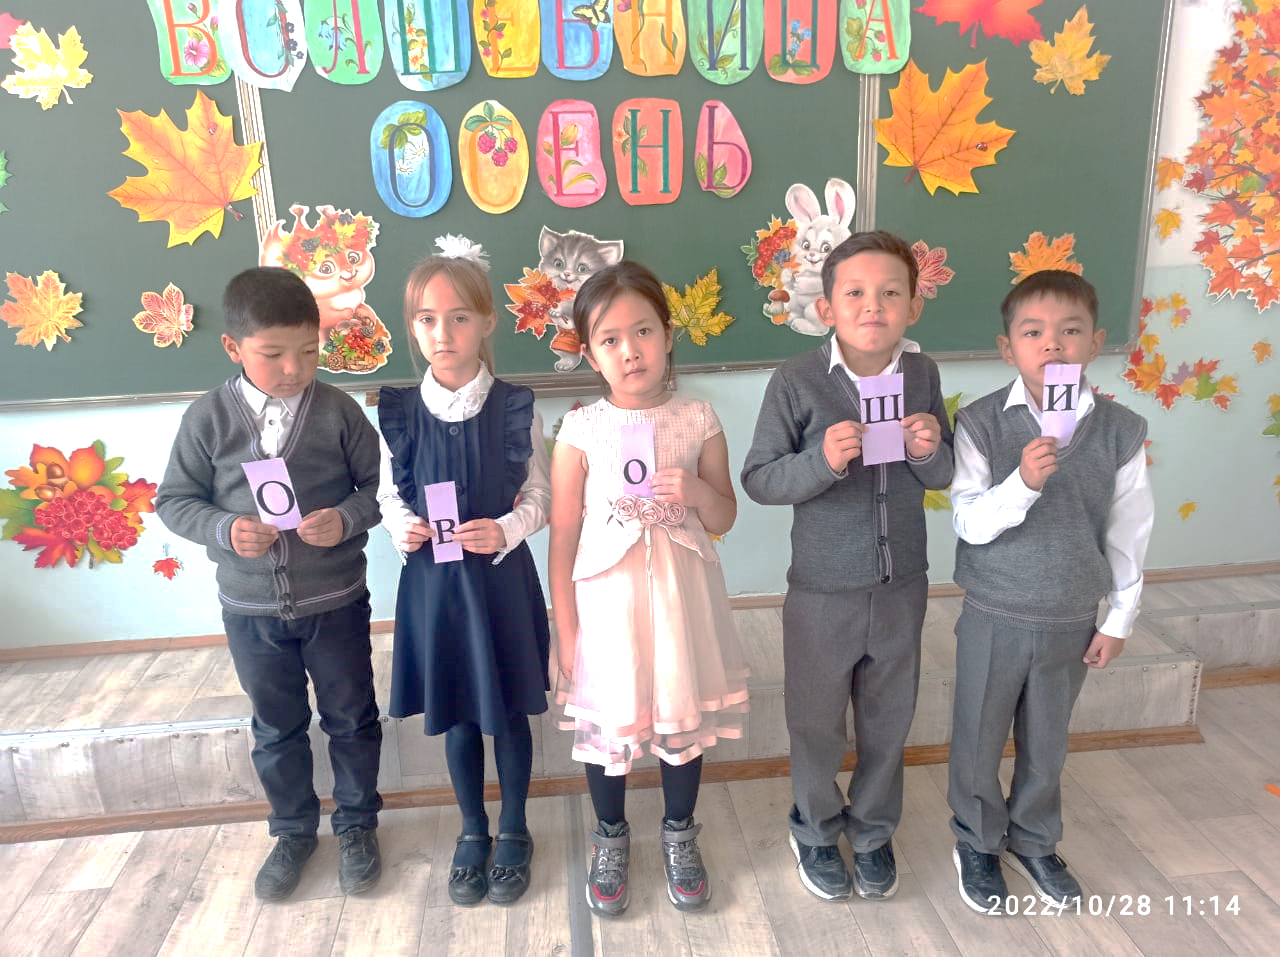 ВОЛШЕБНИЦА
ОСЕНЬ
О В О Ш И
2022/10/28 11:14